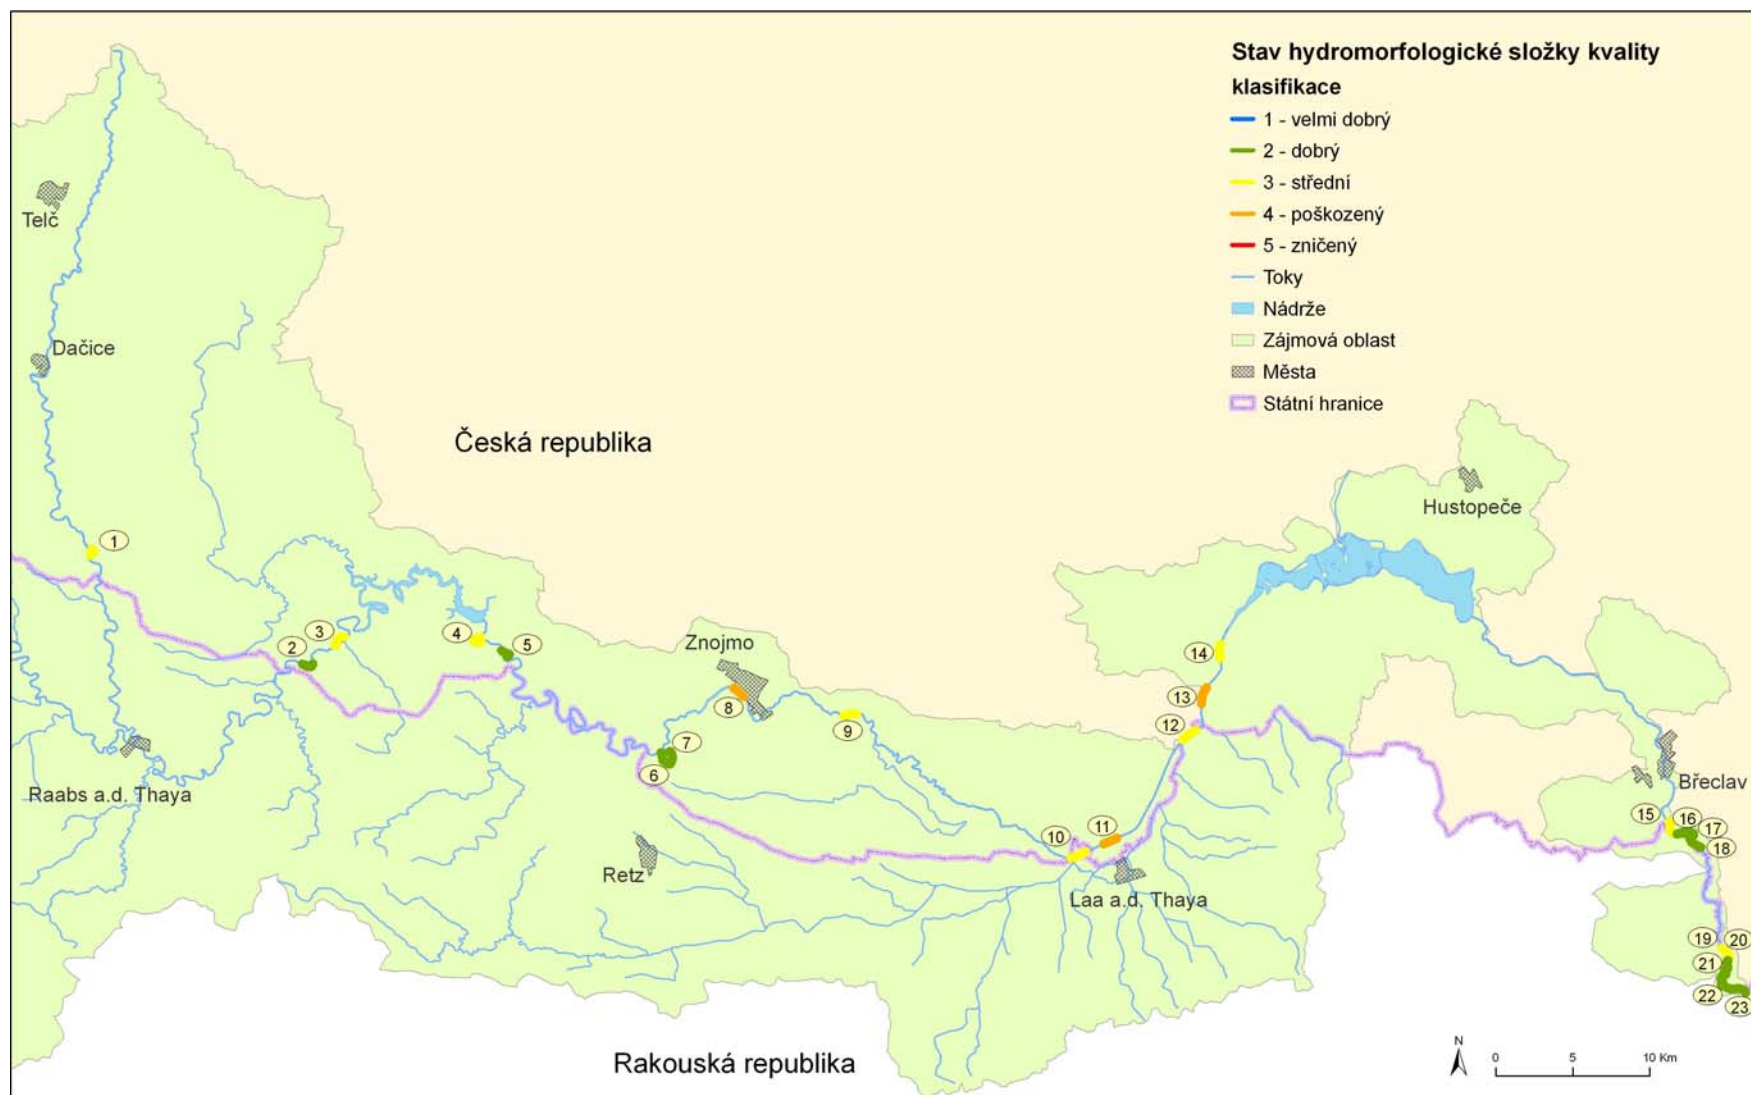 Stav hydromorfologické složky kvality
klasifikace
1 - velmi dobrý
2 - dobrý
3 - střední
4 - poškozený
5 - zničený
Toky
Nádrže
Zájmová oblast
Města
Státní hranice
Telč
Dačice
Česká republika
Hustopeče
1
2
3
4
5
Znojmo
14
13
12
8
9
7
6
Raabs a.d. Thaya
Břeclav
15
16
17
18
10
11
Retz
Laa a.d. Thaya
19
20
21
22
23
Rakouská republika
N
0 5 10 Km